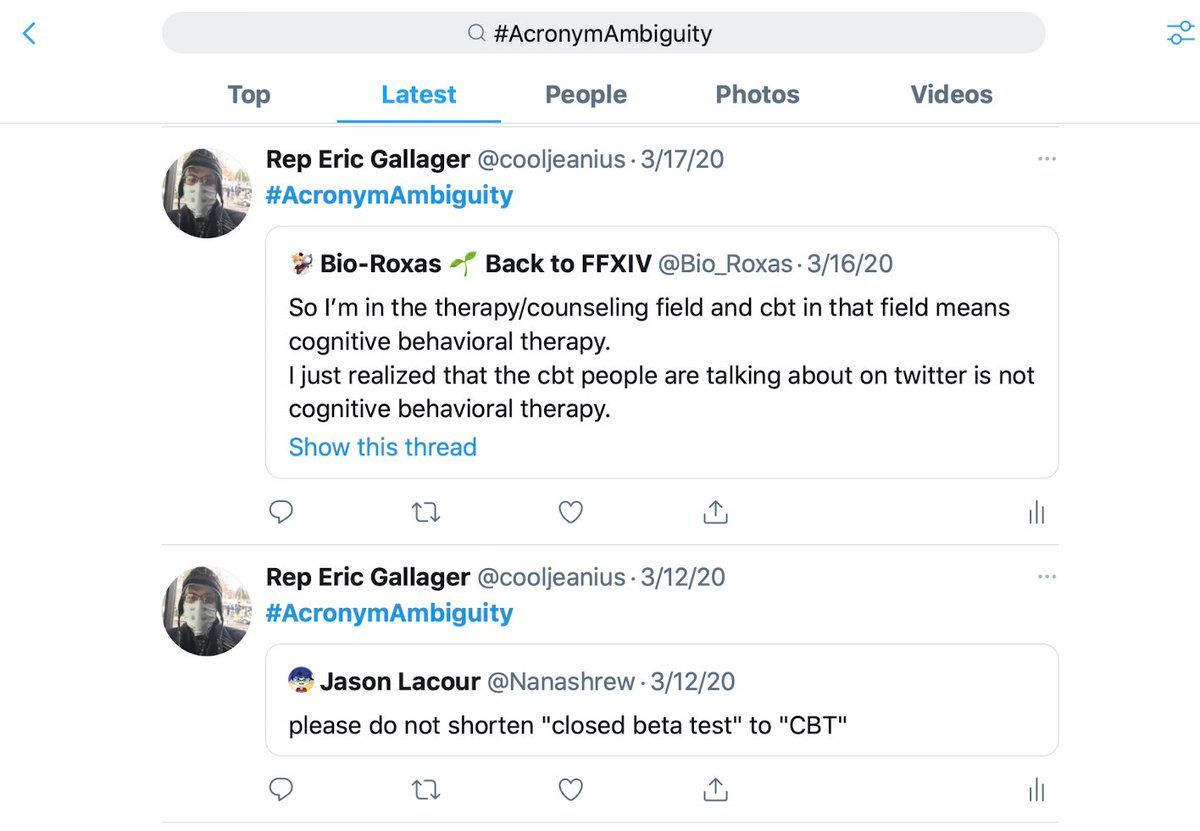 #AcronymAmbiguity
Top Latest People Photos Videos
Rep Eric Gallager @cooljeanius · 3/17/20
#AcronymAmbiguity
Bio-Roxas 🌱 Back to FFXIV @Bio_Roxas · 3/16/20
So I’m in the therapy/counseling field and cbt in that field means
cognitive behavioral therapy.
I just realized that the cbt people are talking about on twitter is not
cognitive behavioral therapy.
Show this thread
Rep Eric Gallager @cooljeanius · 3/12/20
#AcronymAmbiguity
Jason Lacour @Nanashrew · 3/12/20
please do not shorten "closed beta test" to "CBT"